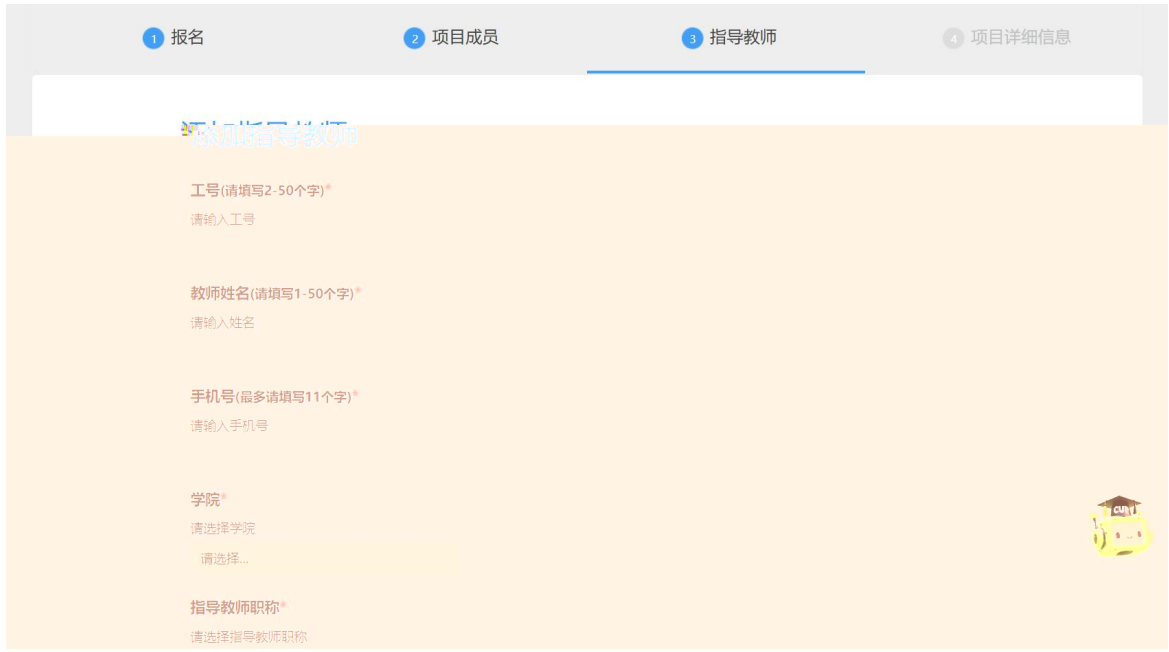 1 报名
2 项目成员
3 指导教师
4 项目详细信息
添加指导教师
工号(请填写2-50个字)*
请输入工号
教师姓名(请填写1-50个字)*
请输入姓名
手机号(最多请填写11个字)*
请输入手机号
学院*
请选择学院
请选择...
指导教师职称*
请选择指导教师职称